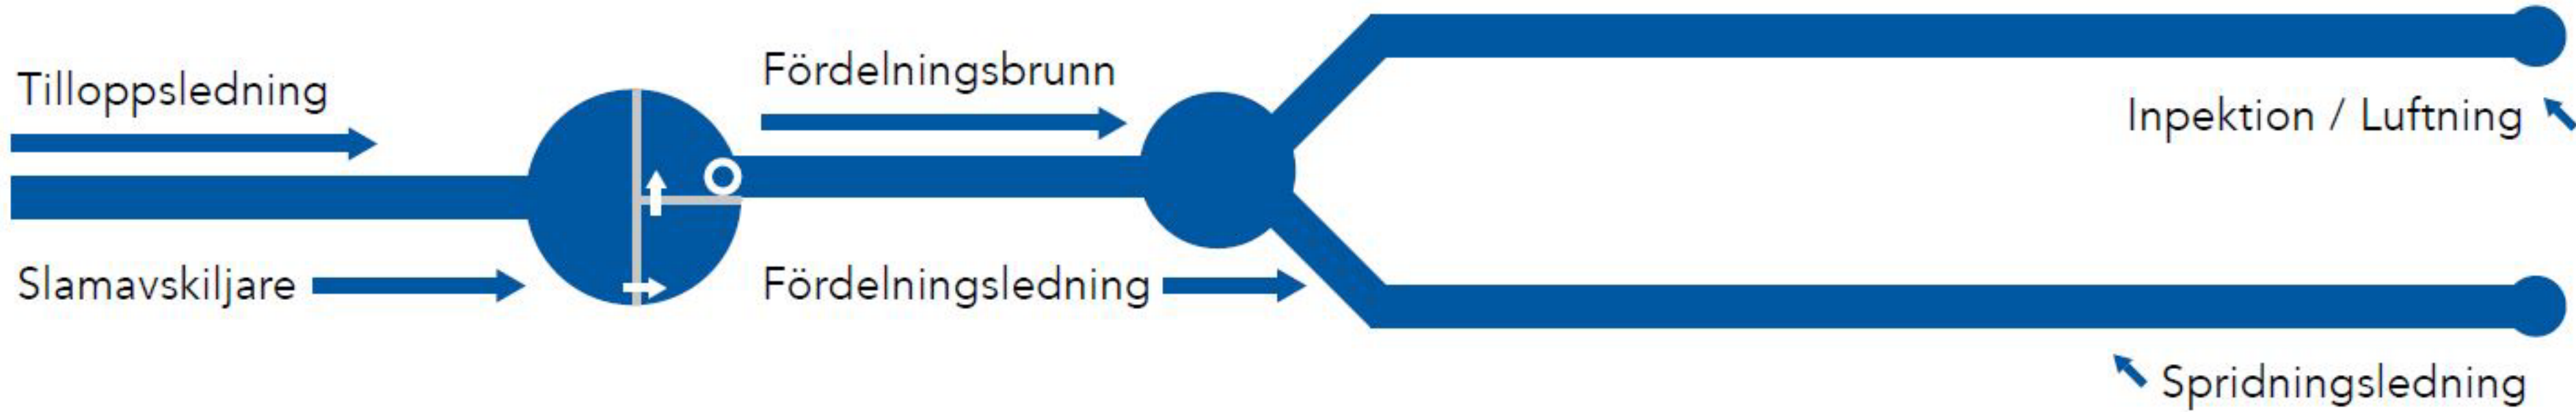 Tilloppsledning
Slamavskiljare
Fördelningsbrunn
Fördelningsledning
Inpektion / Luftning
Spridningsledning